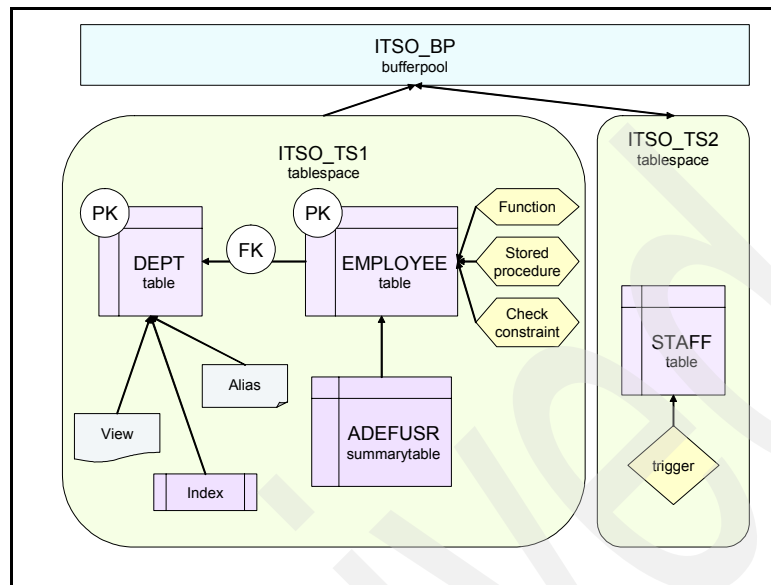 ITSO_BP
bufferpool
ITSO_TS1
tablespace
ITSO_TS2
tablespace
PK
DEPT
table
FK
PK
EMPLOYEE
table
Function
Stored
procedure
Check
constraint
Alias
View
Index
ADEFUSR
summarytable
STAFF
table
trigger